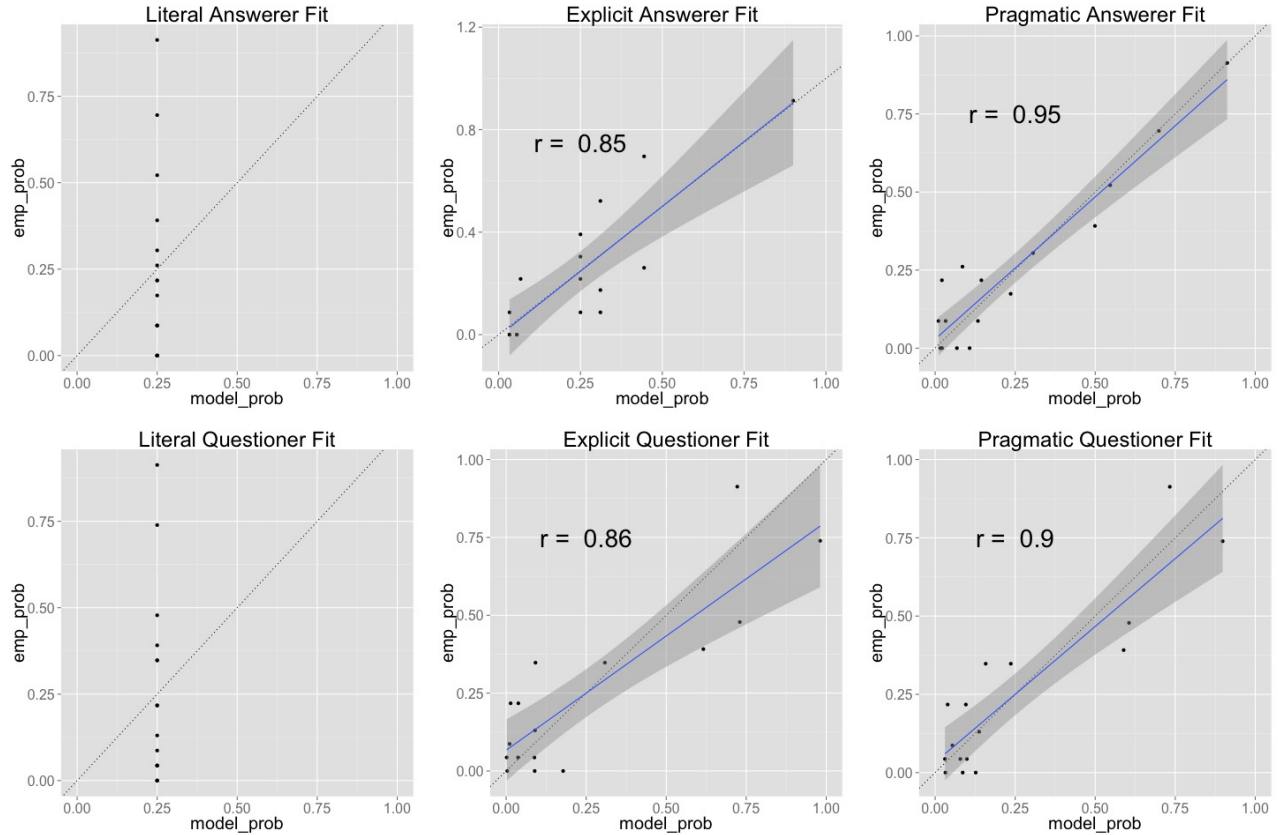 Literal Answerer Fit
0.75
0.50
0.25
0.00
emp_prob
0.00 0.25 0.50 0.75 1.00
model_prob
Explicit Answerer Fit
1.2
0.8
0.4
0.0
emp_prob
r = 0.85
0.00 0.25 0.50 0.75 1.00
model_prob
Pragmatic Answerer Fit
1.00
0.75
0.50
0.25
0.00
emp_prob
r = 0.95
0.00 0.25 0.50 0.75 1.00
model_prob
Literal Questioner Fit
0.75
0.50
0.25
0.00
emp_prob
0.00 0.25 0.50 0.75 1.00
model_prob
Explicit Questioner Fit
1.00
0.75
0.50
0.25
0.00
emp_prob
r = 0.86
0.00 0.25 0.50 0.75 1.00
model_prob
Pragmatic Questioner Fit
1.00
0.75
0.50
0.25
0.00
emp_prob
r = 0.9
0.00 0.25 0.50 0.75 1.00
model_prob